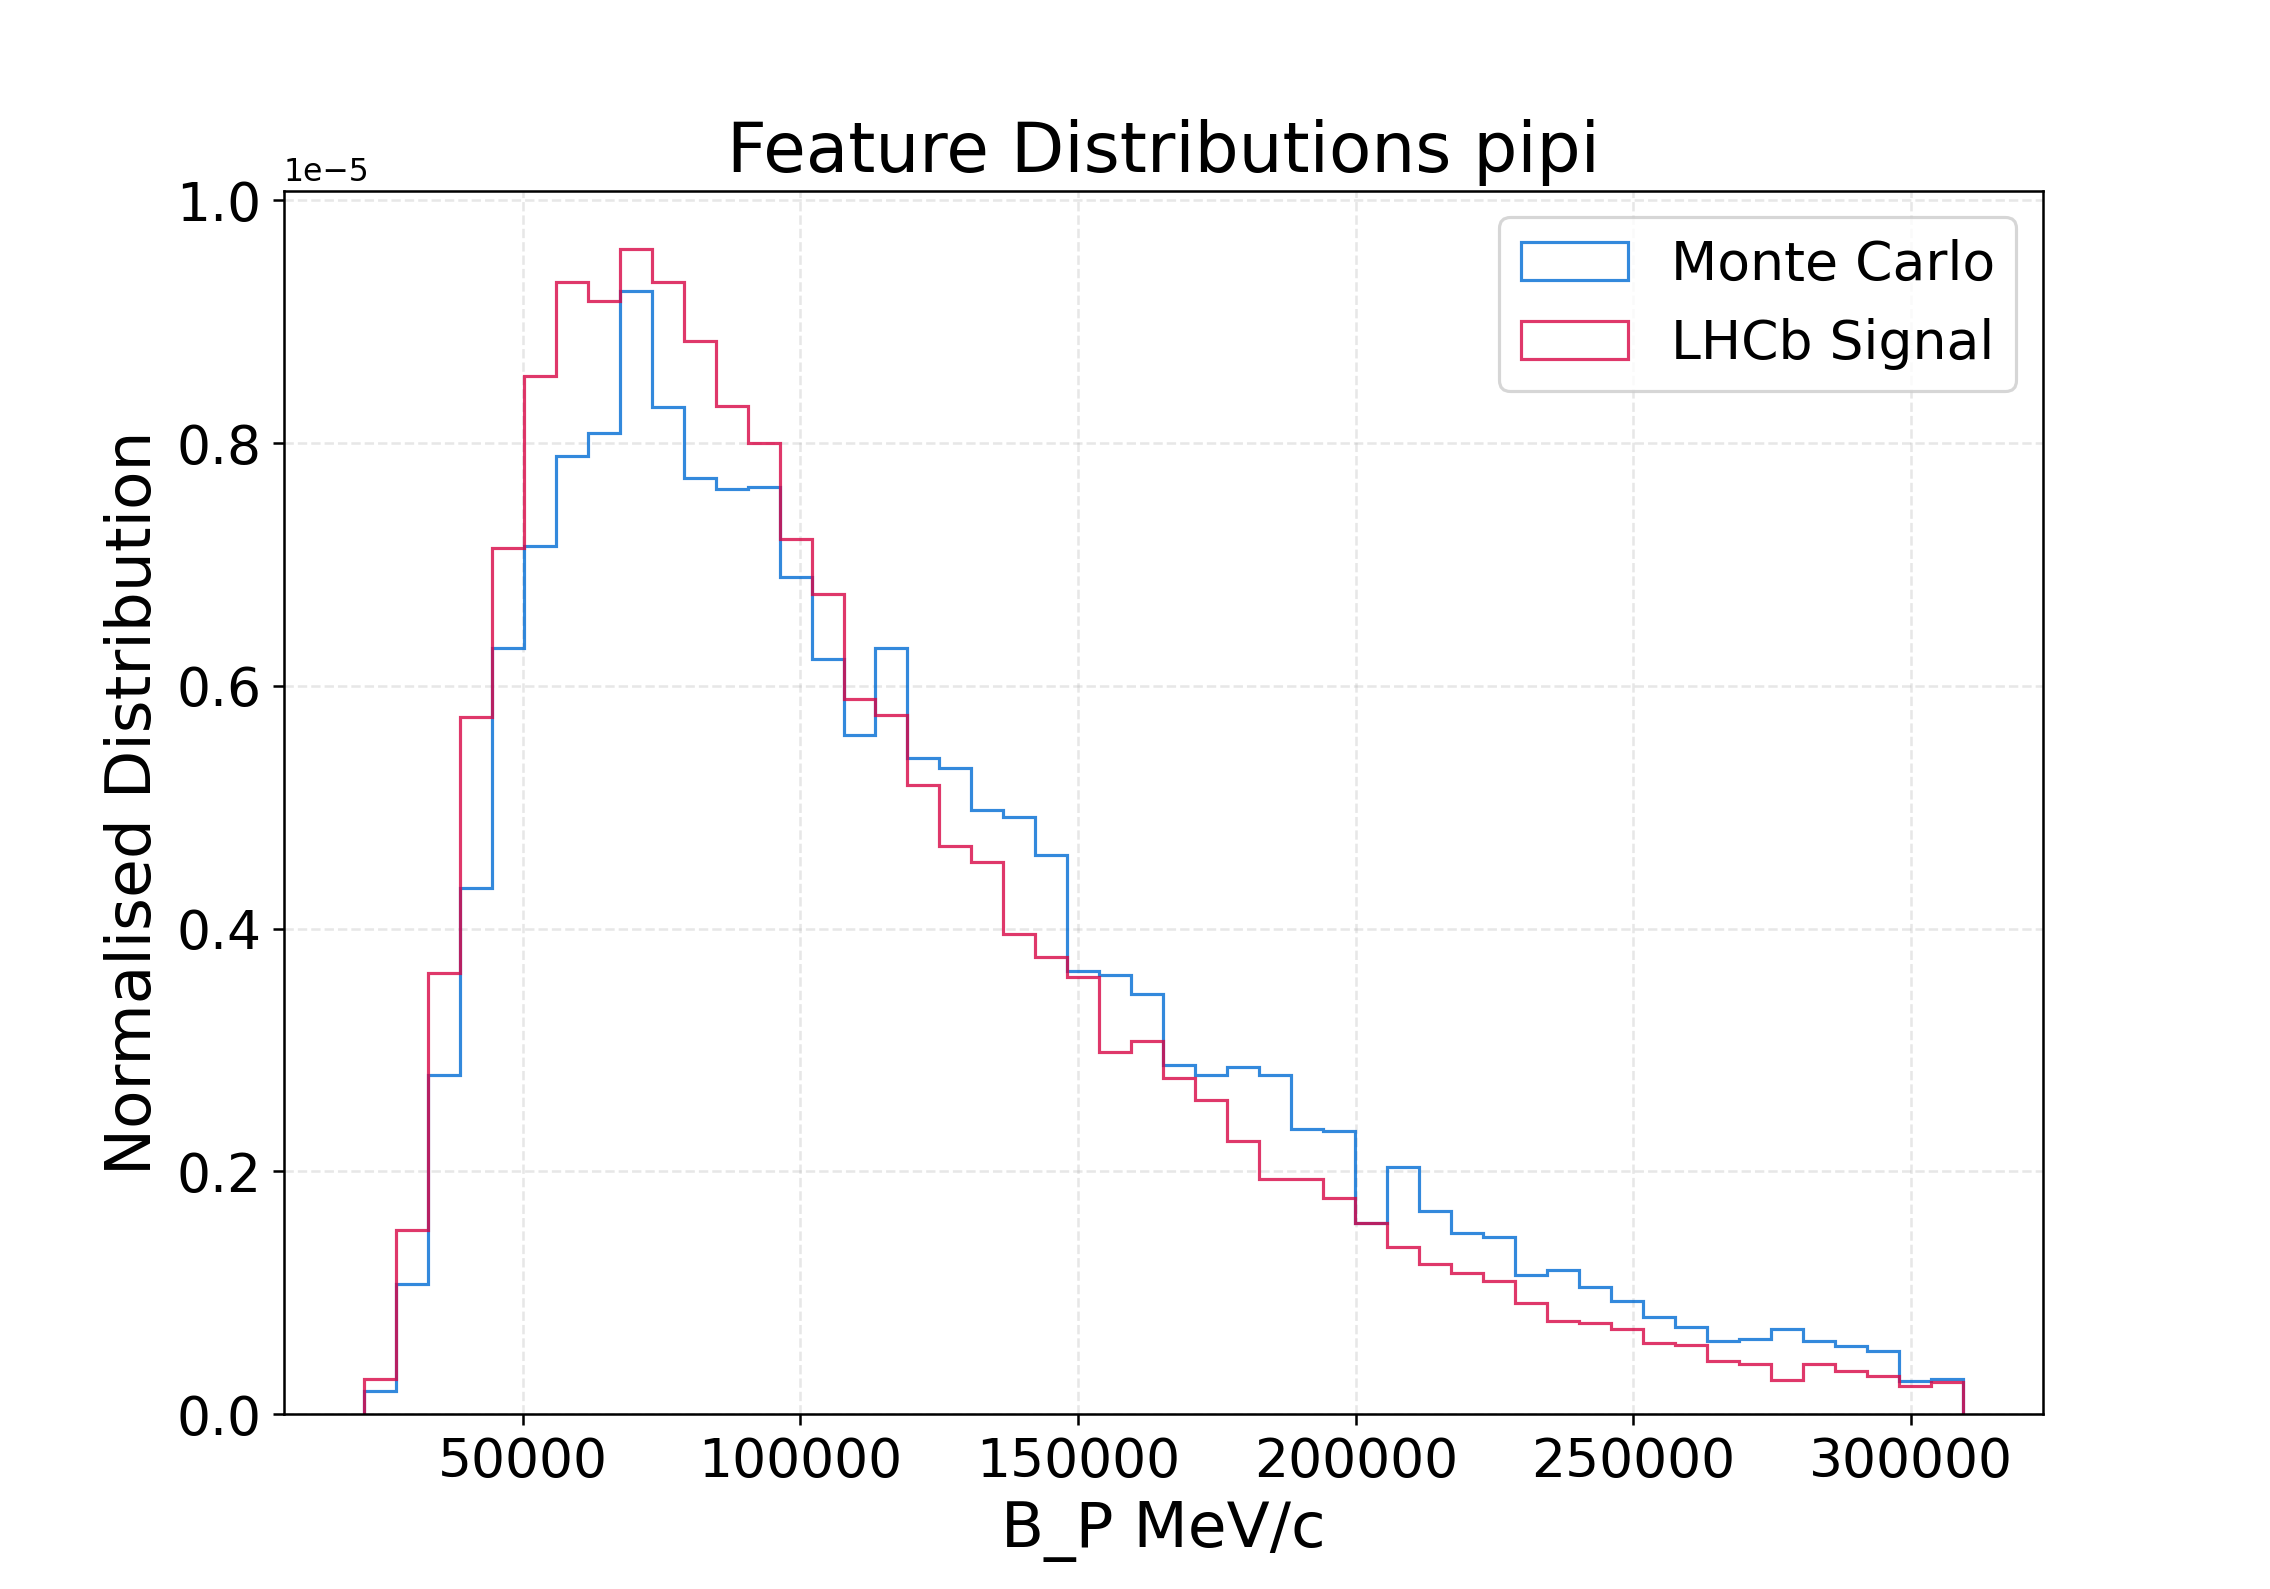 Feature Distributions pipi
1e−5
1.0
0.8
0.6
0.4
0.2
0.0
Normalised Distribution
Monte Carlo
LHCb Signal
50000 100000 150000 200000 250000 300000
B_P MeV/c